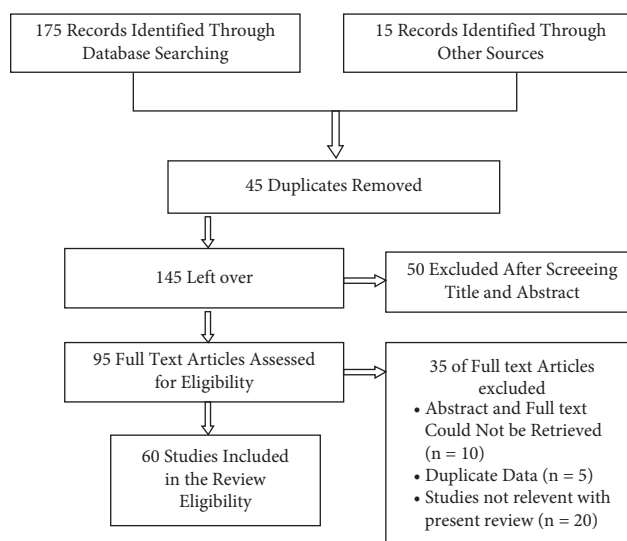 175 Records Identified Through
Database Searching
15 Records Identified Through
Other Sources
45 Duplicates Removed
145 Left over
50 Excluded After Screeeing
Title and Abstract
95 Full Text Articles Assessed
for Eligibility
35 of Full text Articles
excluded
• Abstract and Full text
Could Not be Retrieved
(n = 10)
• Duplicate Data (n = 5)
• Studies not relevent with
present review (n = 20)
60 Studies Included
in the Review
Eligibility